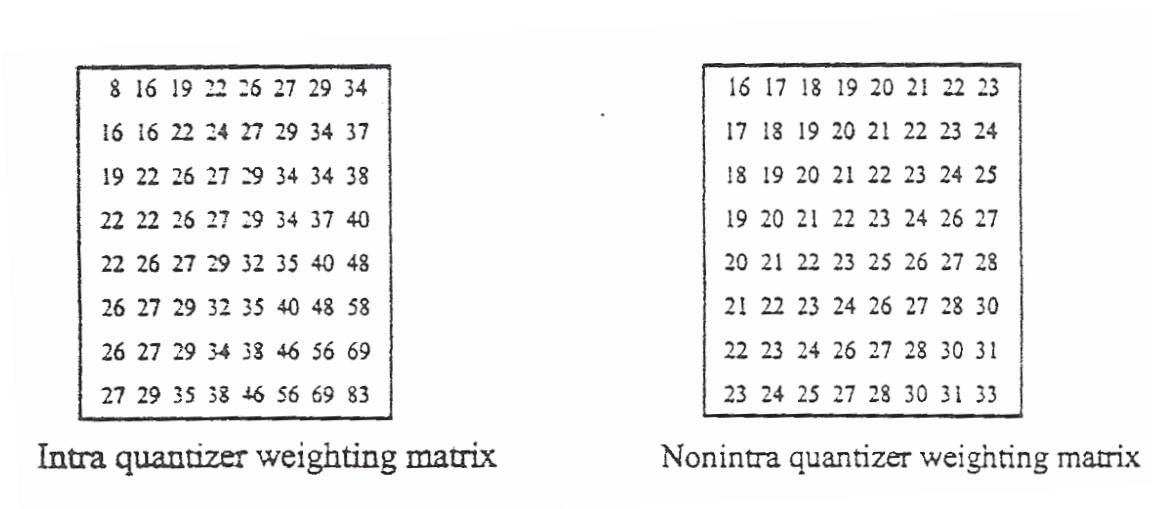 8 16 19 22 26 27 29 34
16 16 22 24 27 29 34 37
19 22 26 27 29 34 34 38
22 22 26 27 29 34 37 40
22 26 27 29 32 35 40 48
26 27 29 32 35 40 48 58
26 27 29 34 38 46 56 69
27 29 35 38 46 56 69 83
Intra quantizer weighting matrix
16 17 18 19 20 21 22 23
17 18 19 20 21 22 23 24
18 19 20 21 22 23 24 25
19 20 21 22 23 24 26 27
20 21 22 23 25 26 27 28
21 22 23 24 26 27 28 30
22 23 24 26 27 28 30 31
23 24 25 27 28 30 31 33
Nonintra quantizer weighting matrix